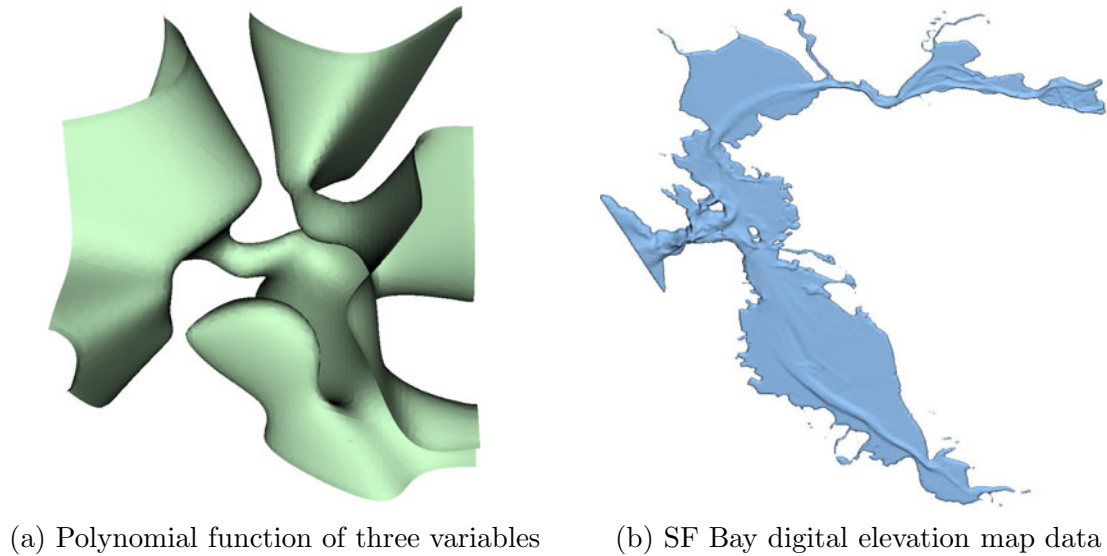 (a) Polynomial function of three variables
(b) SF Bay digital elevation map data